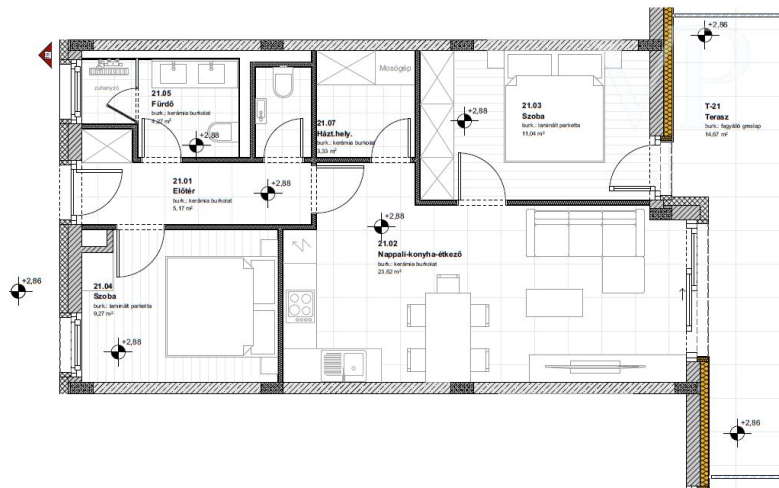 +2,86
Mosógép
zuhanyzó
21.05
Fürdő
burk.: kerámia burkolat
4,27 m²
+2,88
21.07
Házt.hely.
burk.: kerámia burkolat
3,33 m²
+2,88
21.03
Szoba
burk.: laminált parketta
11,04 m²
T-21
Terasz
burk.: fagyálló greslap
14,67 m²
21.01
Előtér
burk.: kerámia burkolat
5,17 m²
+2,88
+2,88
21.02
Nappali-konyha-étkező
burk.: kerámia burkolat
23,62 m²
+2,86
21.04
Szoba
burk.: laminált parketta
9,27 m²
+2,88
+2,86